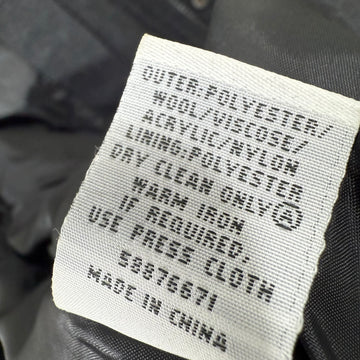 OUTER:POLYESTER/
WOOL/VISCOSE/
ACRYLIC/NYLON
LINING:POLYESTER
DRY CLEAN ONLY Ⓐ
WARM IRON
IF REQUIRED.
USE PRESS CLOTH
58876671
MADE IN CHINA